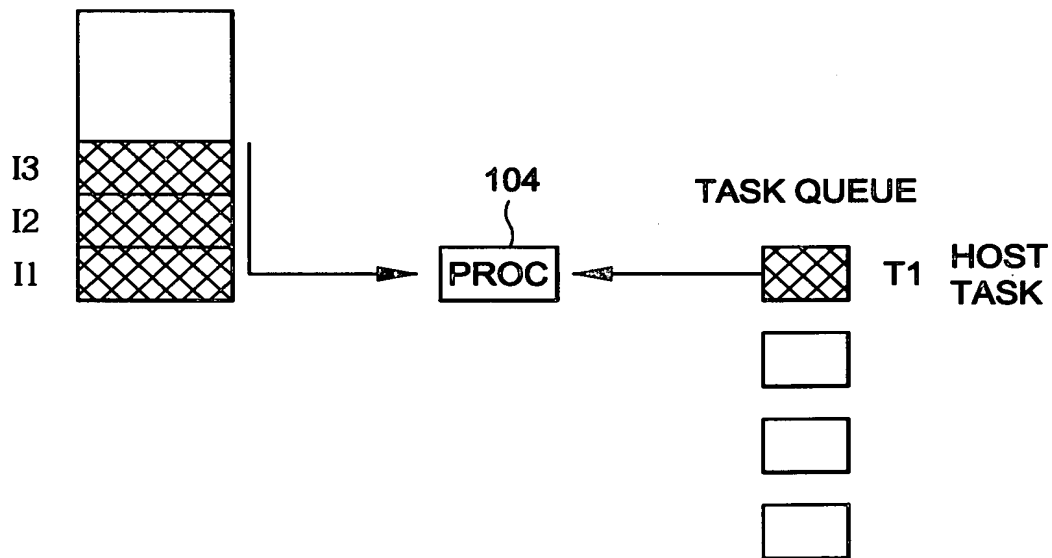 I3
I2
I1
104
PROC
TASK QUEUE
T1
HOST
TASK